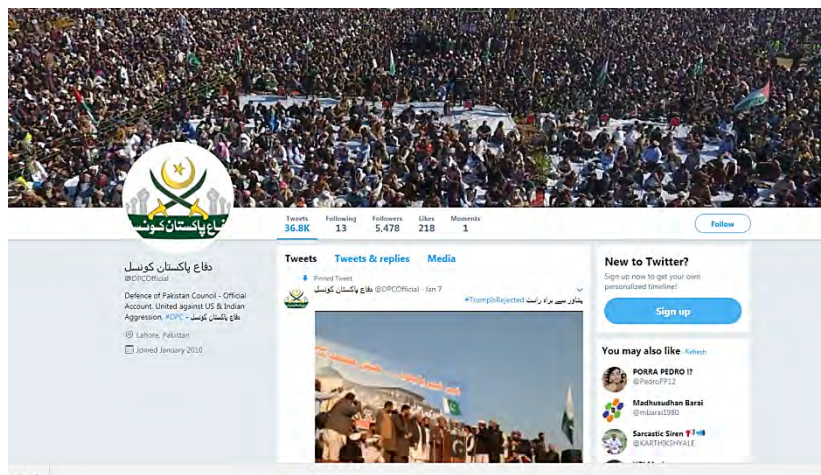 دفاع پاکستان کونسل
Tweets
36.8K
Following
13
Followers
5,478
Likes
218
Moments
1
Follow
دفاع پاکستان کونسل
@DPCOfficial
Defence of Pakistan Council - Official
Account. United against US & Indian
Aggression. #DPC - دفاع پاکستان کونسل
Lahore, Pakistan
Joined January 2010
Tweets Tweets & replies Media
Pinned Tweet
دفاع پاکستان کونسل @DPCOfficial · Jan 7
پشاور سے براہ راست #TrumpIsRejected
New to Twitter?
Sign up now to get your own
personalized timeline!
Sign up
You may also like · Refresh
PORRA PEDRO !?
@PedroPP12
Madhusudhan Barai
@mbarai1980
Sarcastic Siren
@KARTHIKSHYALE